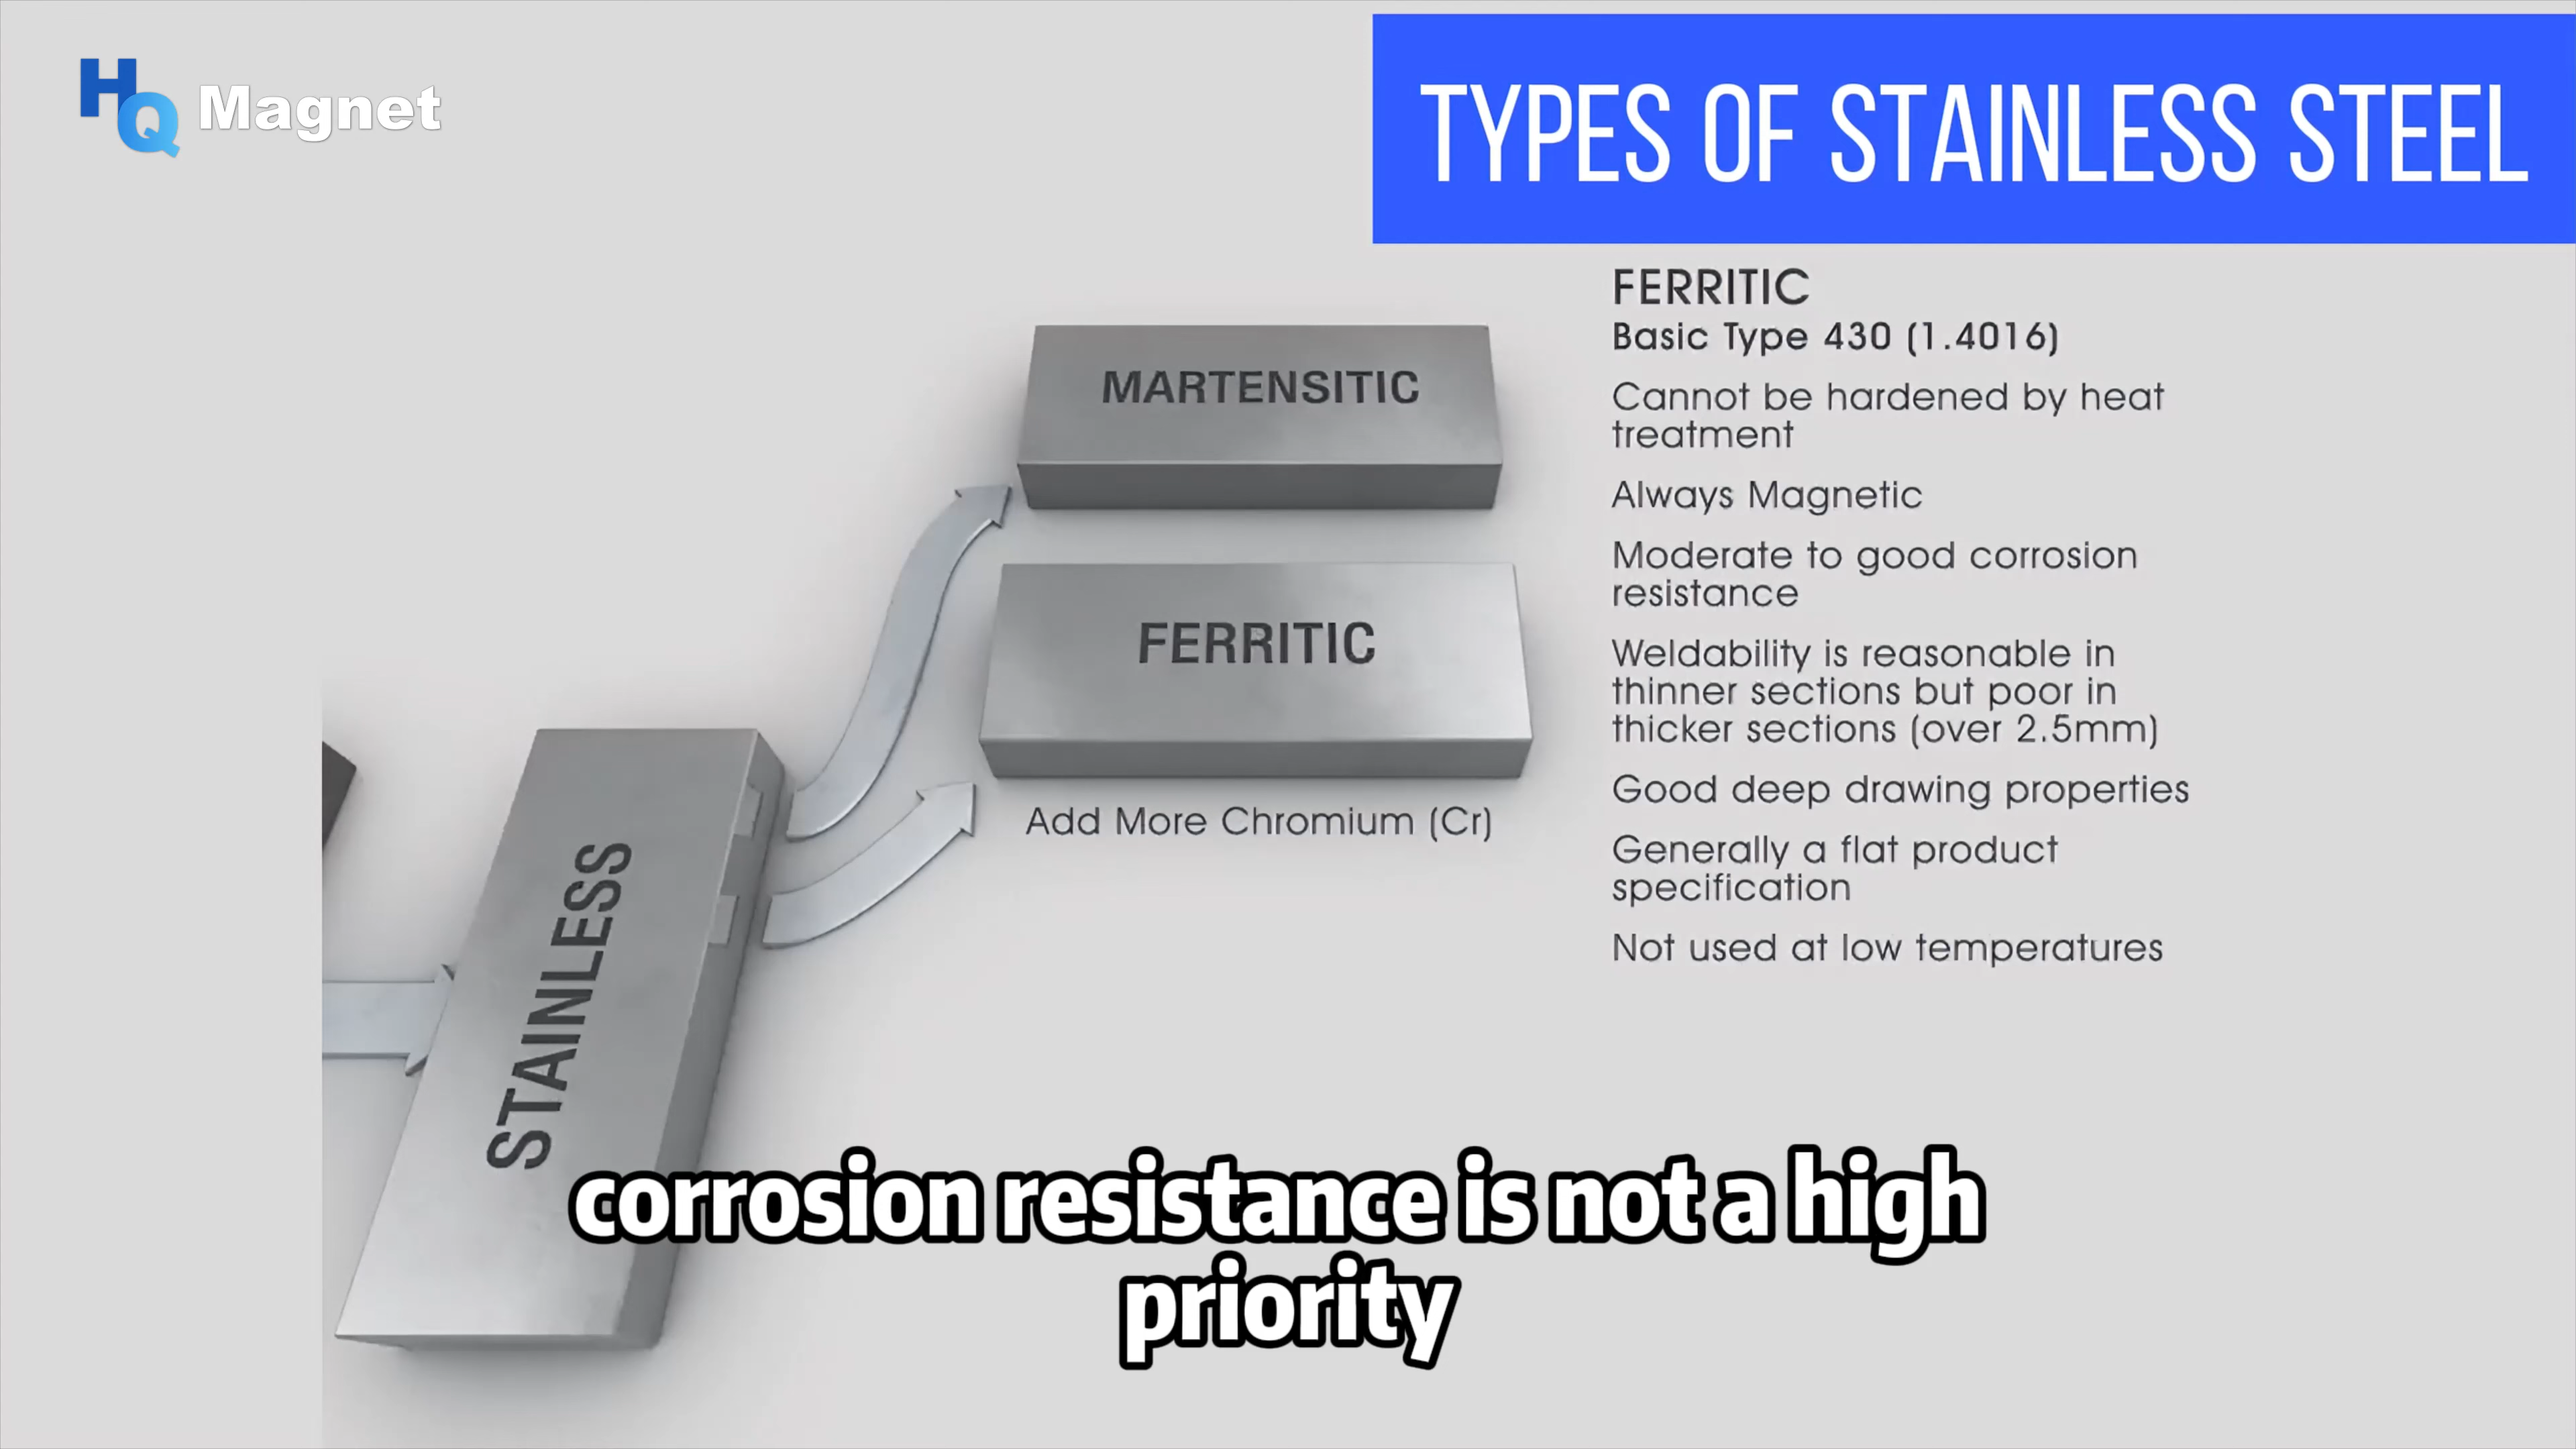 HQ Magnet
TYPES OF STAINLESS STEEL
FERRITIC
Basic Type 430 (1.4016)
Cannot be hardened by heat
treatment
Always Magnetic
Moderate to good corrosion
resistance
Weldability is reasonable in
thinner sections but poor in
thicker sections (over 2.5mm)
Good deep drawing properties
Generally a flat product
specification
Not used at low temperatures
MARTENSITIC
FERRITIC
Add More Chromium (Cr)
STAINLESS
corrosion resistance is not a high
priority